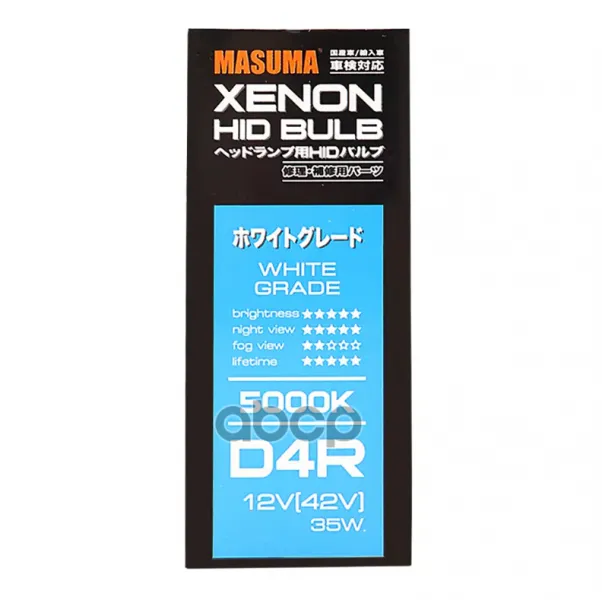 MASUMA®
国産車/輸入車
車検対応
XENON
HID BULB
ヘッドランプ用HIDバルブ
修理・補修用パーツ
ホワイトグレード
WHITE
GRADE
brightness ★★★★★
night view ★★★★★
fog view ★★☆☆☆
lifetime ★★★★★
5000K
abcp
D4R
12V(42V)
35W